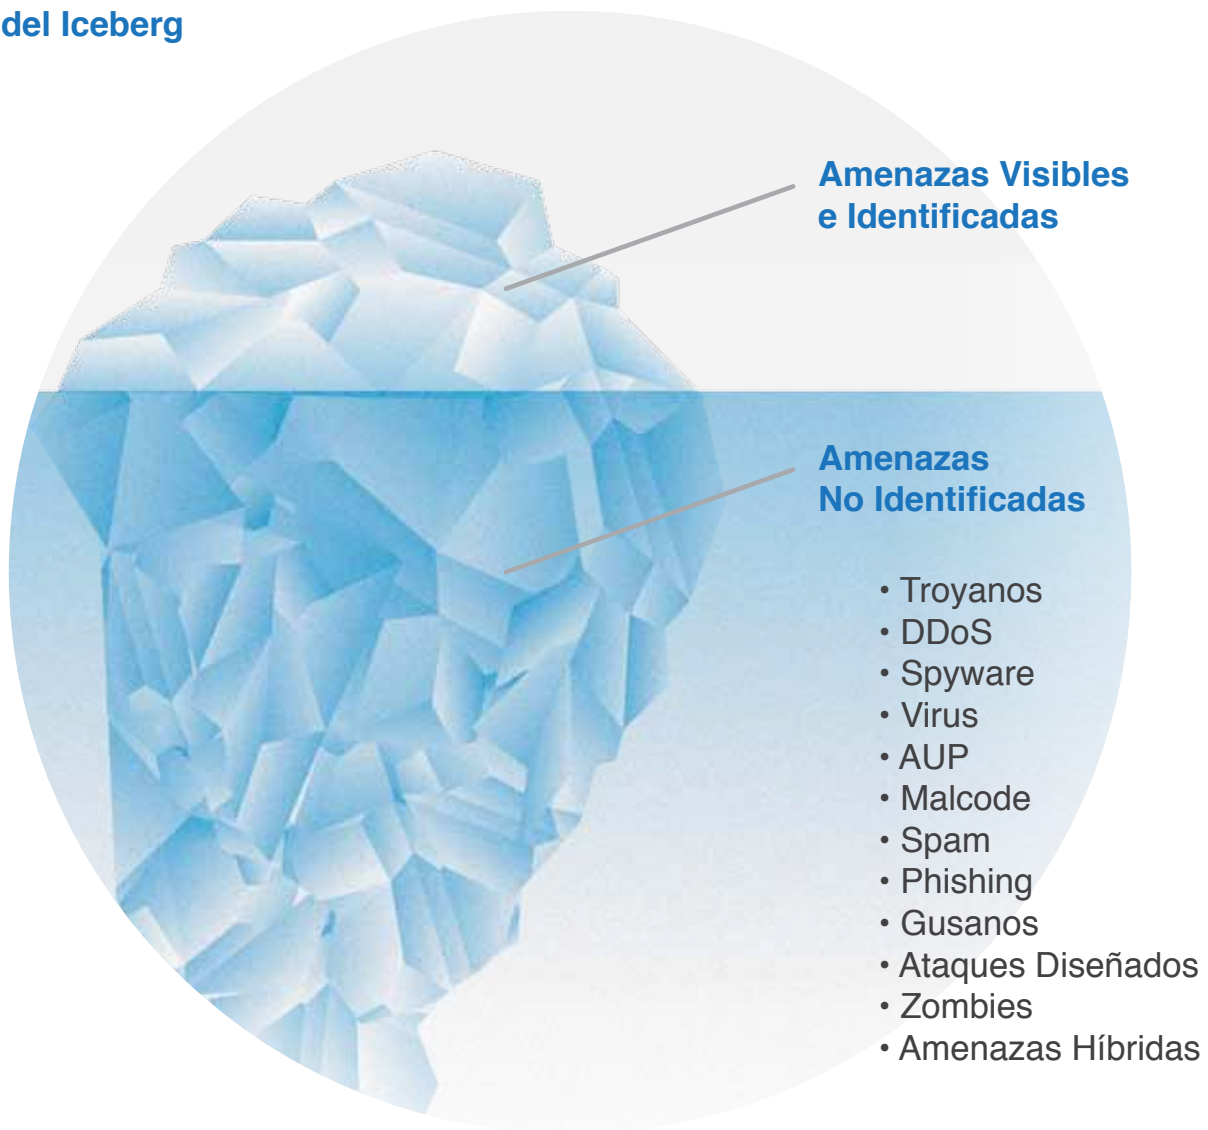 del Iceberg
Amenazas Visibles
e Identificadas
Amenazas
No Identificadas
• Troyanos
• DDoS
• Spyware
• Virus
• AUP
• Malcode
• Spam
• Phishing
• Gusanos
• Ataques Diseñados
• Zombies
• Amenazas Híbridas